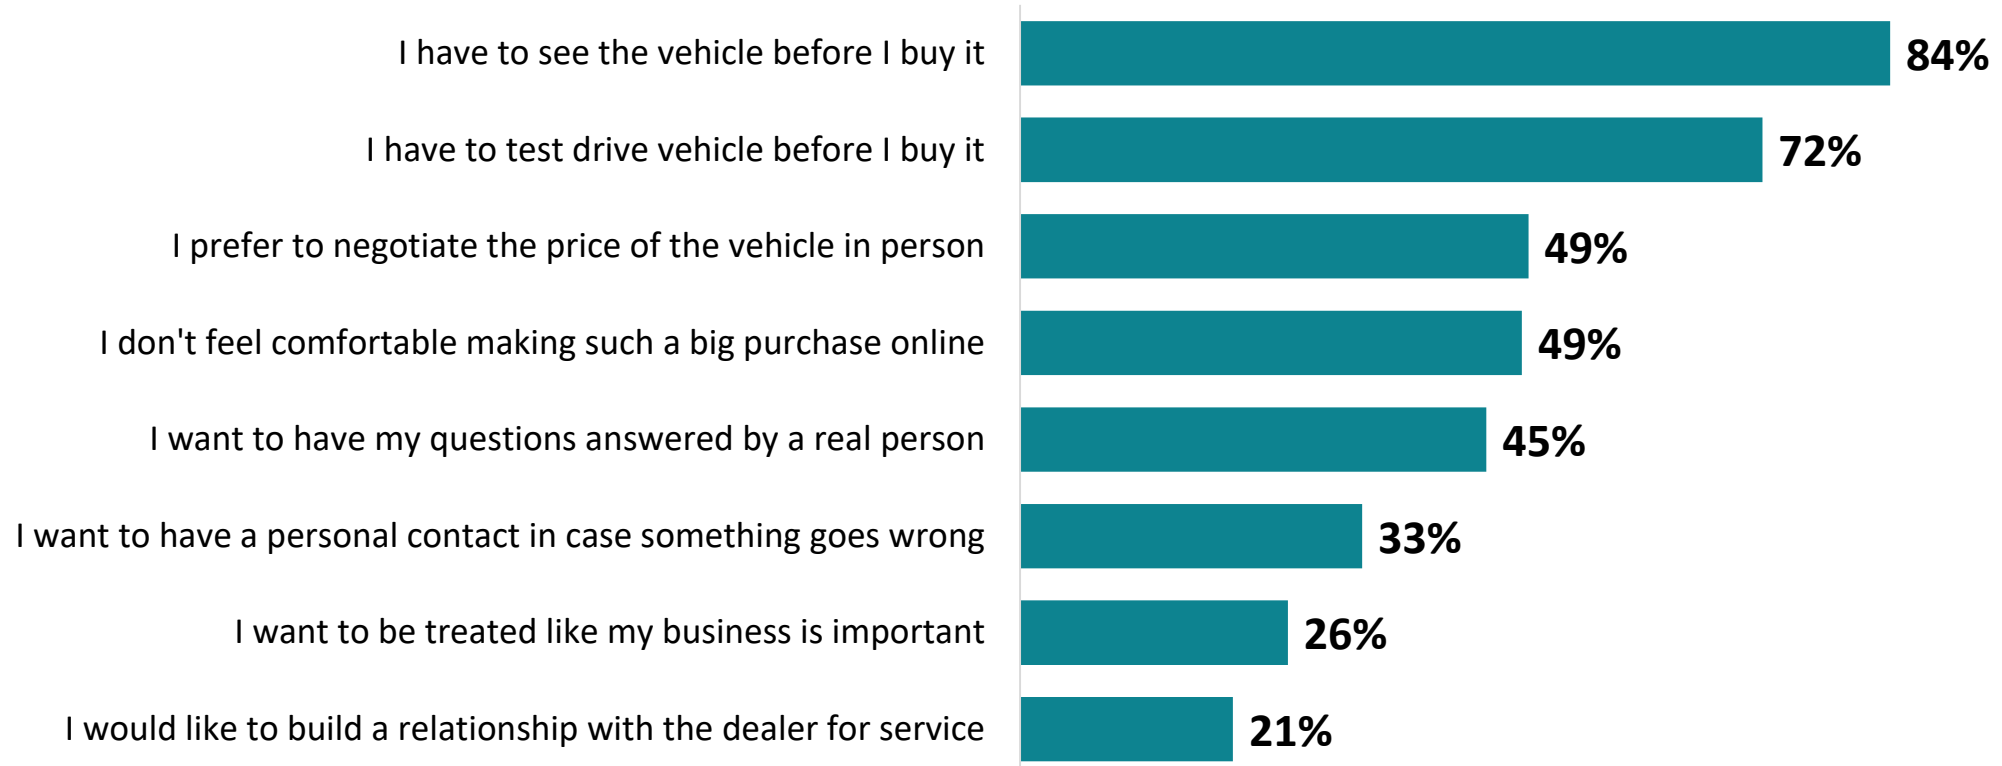 I have to see the vehicle before I buy it 84%
I have to test drive vehicle before I buy it 72%
I prefer to negotiate the price of the vehicle in person 49%
I don't feel comfortable making such a big purchase online 49%
I want to have my questions answered by a real person 45%
I want to have a personal contact in case something goes wrong 33%
I want to be treated like my business is important 26%
I would like to build a relationship with the dealer for service 21%